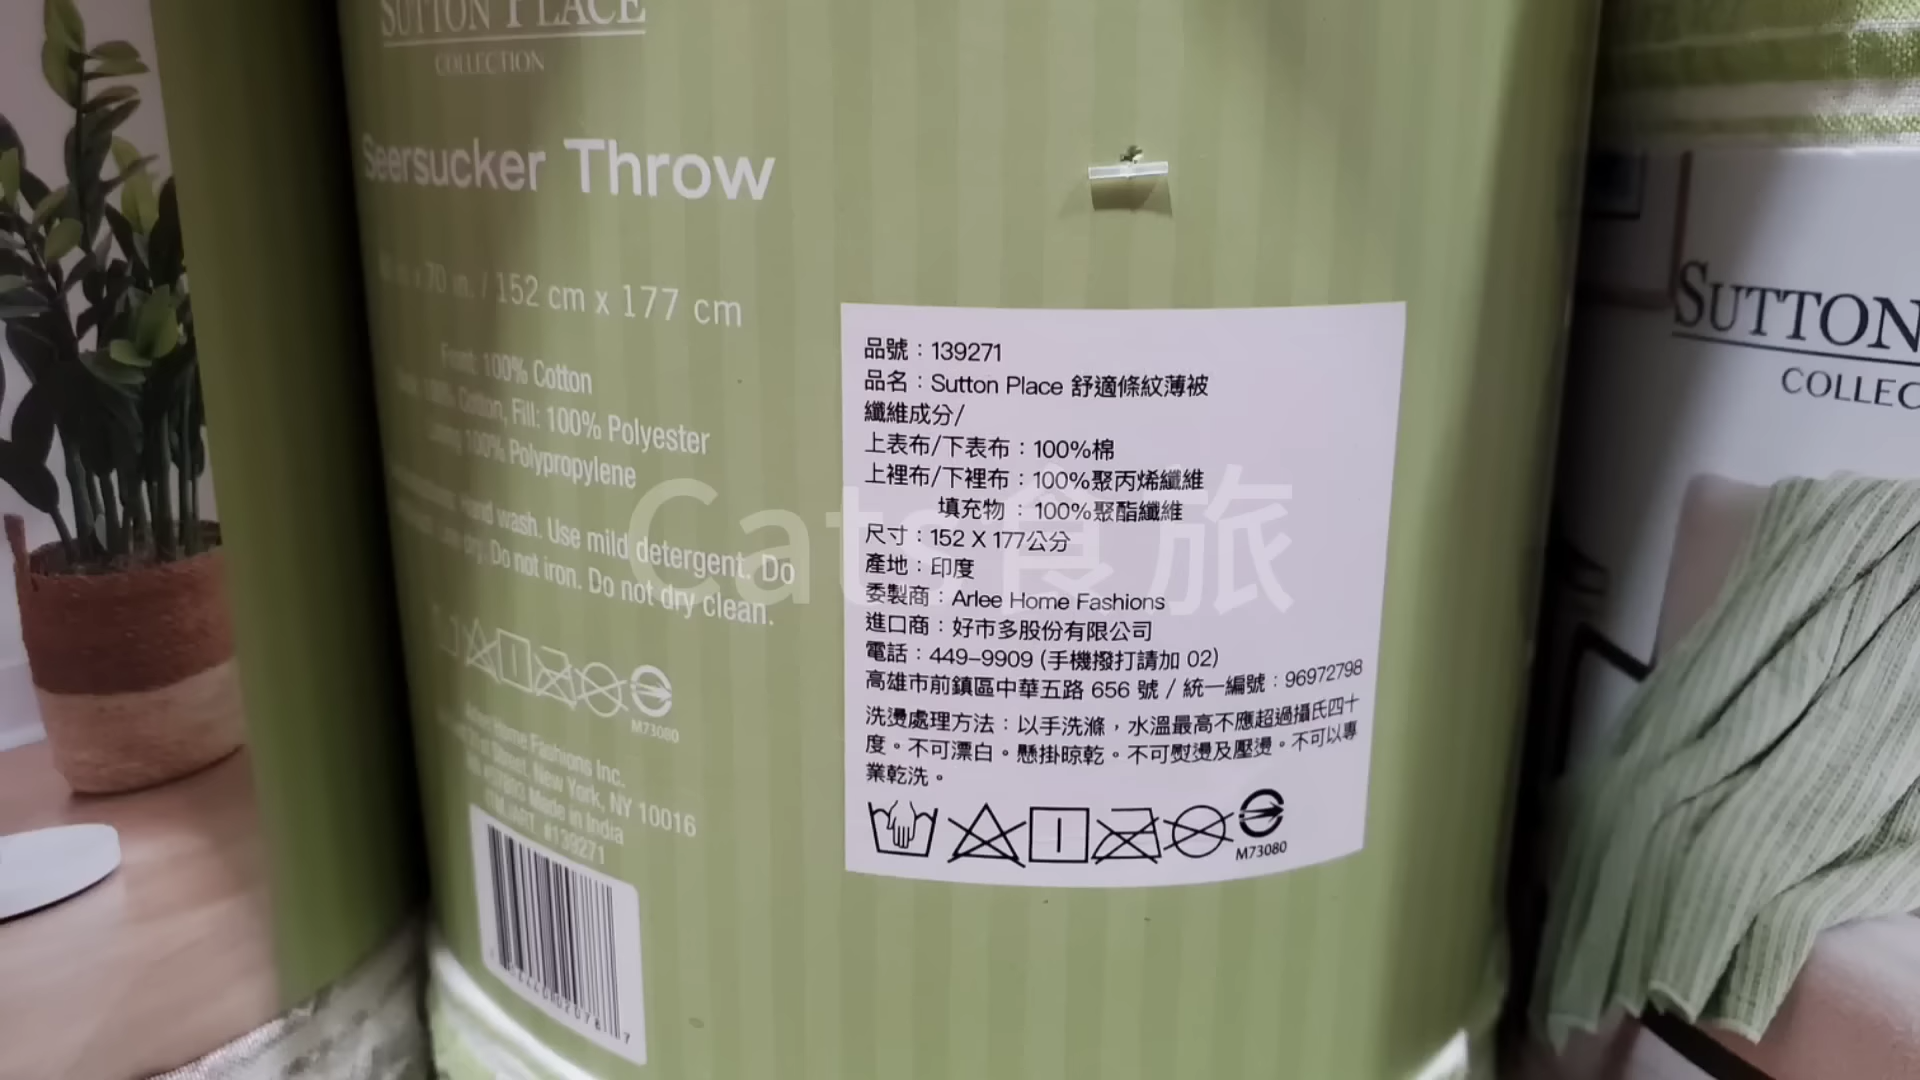 SUTTON PLACE
COLLECTION
Seersucker Throw
70 in. / 152 cm x 177 cm
Front: 100% Cotton
Cotton, Fill: 100% Polyester
100% Polypropylene
hand wash. Use mild detergent. Do
dry. Do not iron. Do not dry clean.
M73080
Home Fashions Inc.
Street, New York, NY 10016
Made in India
#139271
品號：139271
品名：Sutton Place 舒適條紋薄被
纖維成分/
上表布/下表布：100%棉
上裡布/下裡布：100%聚丙烯纖維
填充物：100%聚酯纖維
尺寸：152 X 177公分
產地：印度
委製商：Arlee Home Fashions
進口商：好市多股份有限公司
電話：449-9909 (手機撥打請加 02)
高雄市前鎮區中華五路 656 號 / 統一編號：96972798
洗燙處理方法：以手洗滌，水溫最高不應超過攝氏四十
度。不可漂白。懸掛晾乾。不可熨燙及壓燙。不可以專
業乾洗。
M73080
Cats食旅
SUTTON
COLLEC